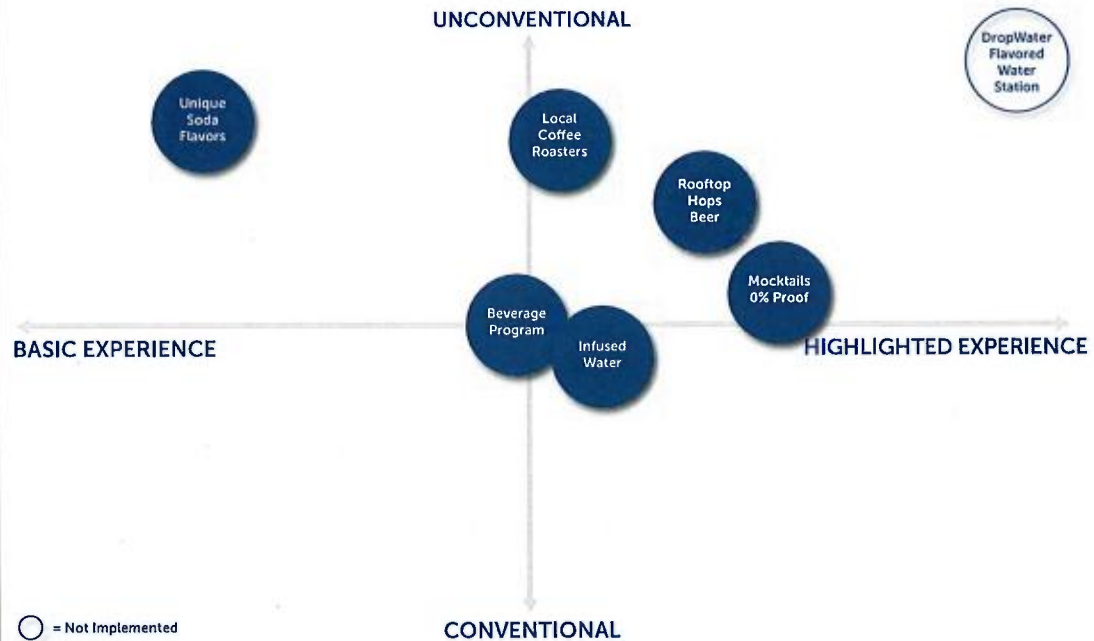 UNCONVENTIONAL
DropWater
Flavored
Water
Station
Unique
Soda
Flavors
Local
Coffee
Roasters
Rooftop
Hops
Beer
Mocktails
0% Proof
Beverage
Program
Infused
Water
BASIC EXPERIENCE
HIGHLIGHTED EXPERIENCE
= Not Implemented
CONVENTIONAL